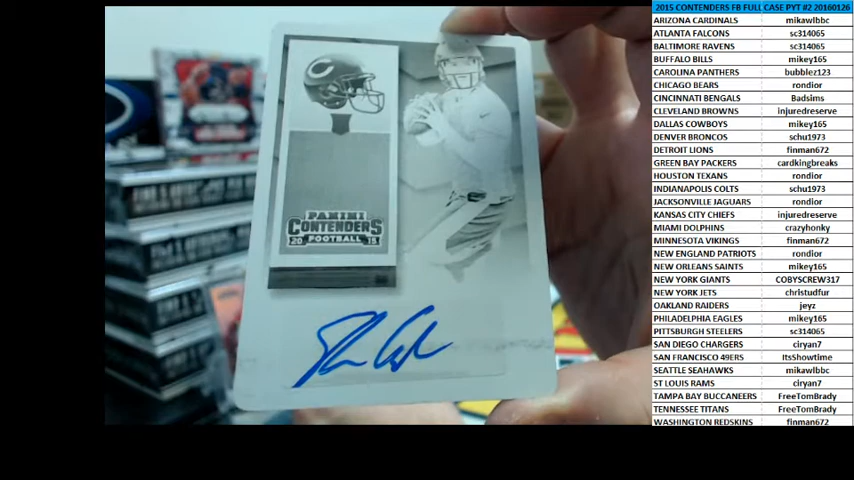 PANINI
CONTENDERS
20 FOOTBALL 15
2015 CONTENDERS FB FULL CASE PYT #2 20160126
ARIZONA CARDINALS mikawlbbc
ATLANTA FALCONS sc314065
BALTIMORE RAVENS sc314065
BUFFALO BILLS mikey165
CAROLINA PANTHERS bubblez123
CHICAGO BEARS rondior
CINCINNATI BENGALS Badsims
CLEVELAND BROWNS injuredreserve
DALLAS COWBOYS mikey165
DENVER BRONCOS schu1973
DETROIT LIONS finman672
GREEN BAY PACKERS cardkingbreaks
HOUSTON TEXANS rondior
INDIANAPOLIS COLTS schu1973
JACKSONVILLE JAGUARS rondior
KANSAS CITY CHIEFS injuredreserve
MIAMI DOLPHINS crazyhonky
MINNESOTA VIKINGS finman672
NEW ENGLAND PATRIOTS rondior
NEW ORLEANS SAINTS mikey165
NEW YORK GIANTS COBYSCREW317
NEW YORK JETS christudfur
OAKLAND RAIDERS jeyz
PHILADELPHIA EAGLES mikey165
PITTSBURGH STEELERS sc314065
SAN DIEGO CHARGERS ciryan7
SAN FRANCISCO 49ERS ItsShowtime
SEATTLE SEAHAWKS mikawlbbc
ST LOUIS RAMS ciryan7
TAMPA BAY BUCCANEERS FreeTomBrady
TENNESSEE TITANS FreeTomBrady
WASHINGTON REDSKINS finman672